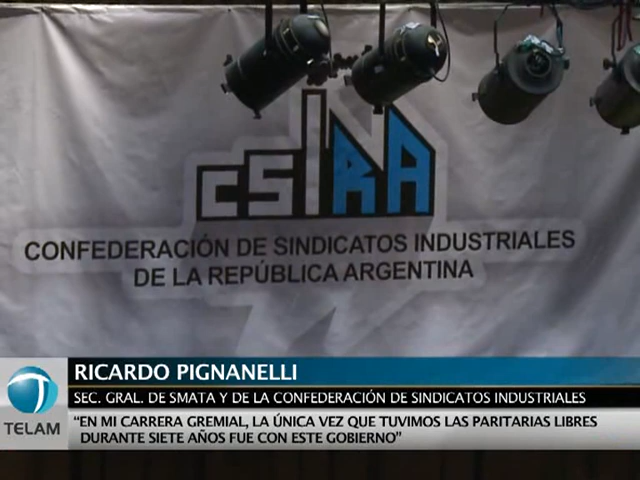 CSIRA
CONFEDERACIÓN DE SINDICATOS INDUSTRIALES
DE LA REPÚBLICA ARGENTINA
RICARDO PIGNANELLI
SEC. GRAL. DE SMATA Y DE LA CONFEDERACIÓN DE SINDICATOS INDUSTRIALES
TELAM
“EN MI CARRERA GREMIAL, LA ÚNICA VEZ QUE TUVIMOS LAS PARITARIAS LIBRES
DURANTE SIETE AÑOS FUE CON ESTE GOBIERNO”